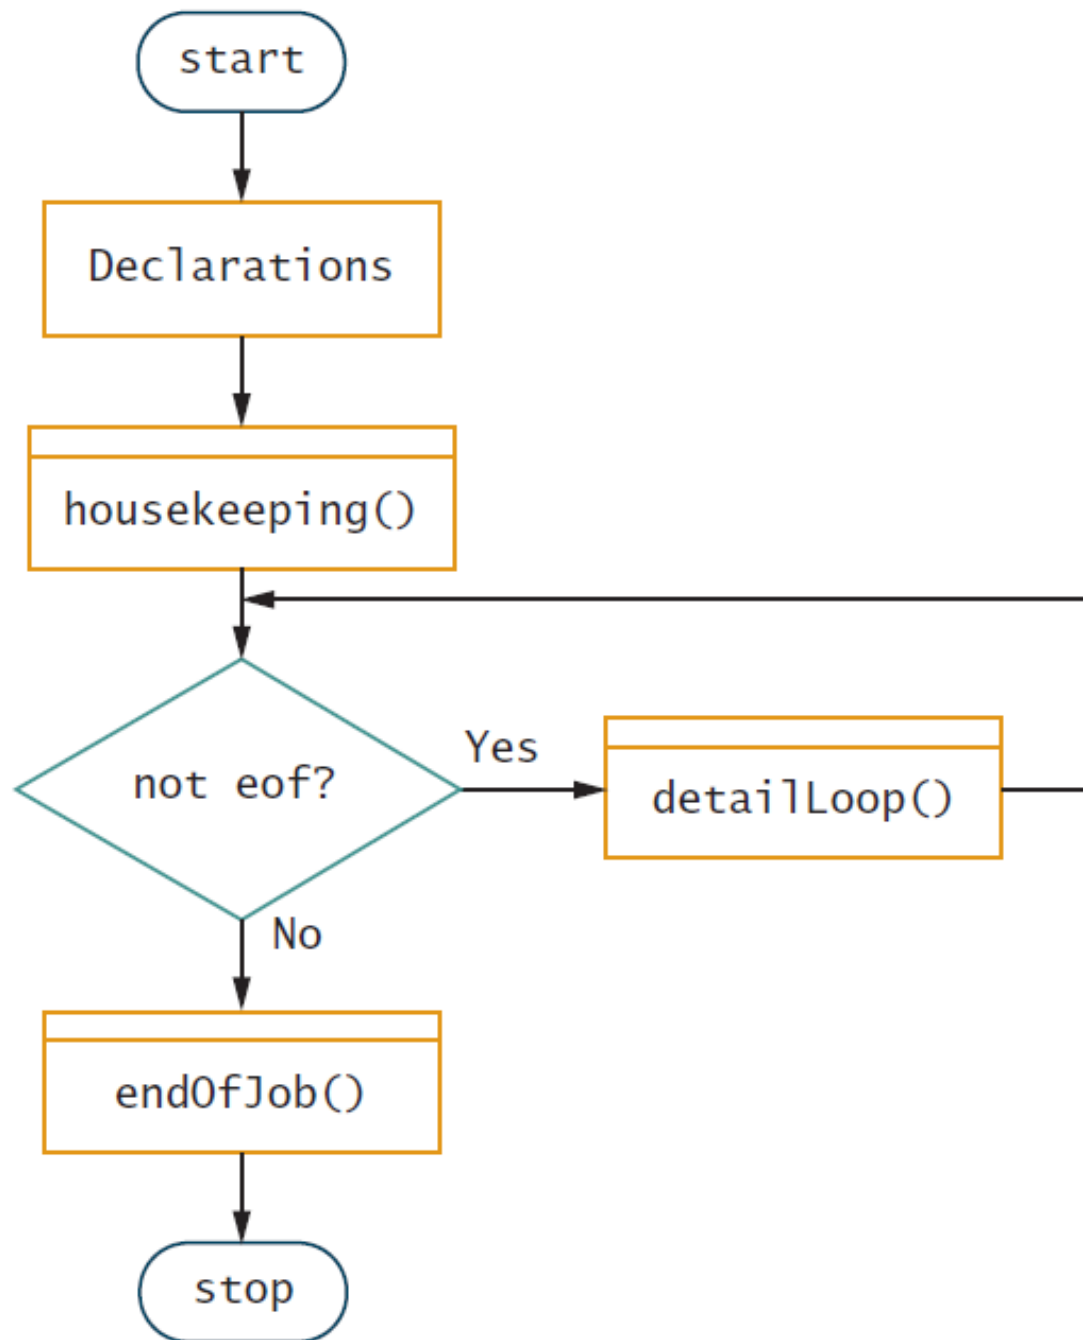 start
Declarations
housekeeping()
not eof?
Yes
detailLoop()
No
endOfJob()
stop